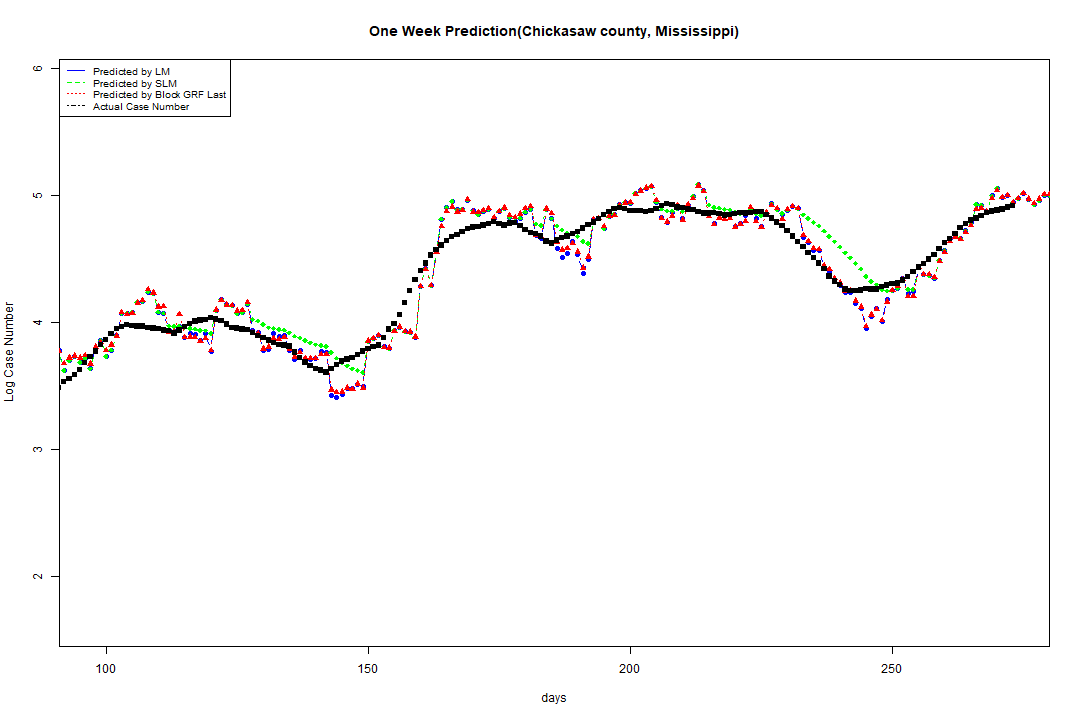 One Week Prediction(Chickasaw county, Mississippi)
Predicted by LM
Predicted by SLM
Predicted by Block GRF Last
Actual Case Number
6
5
4
3
2
Log Case Number
100 150 200 250
days